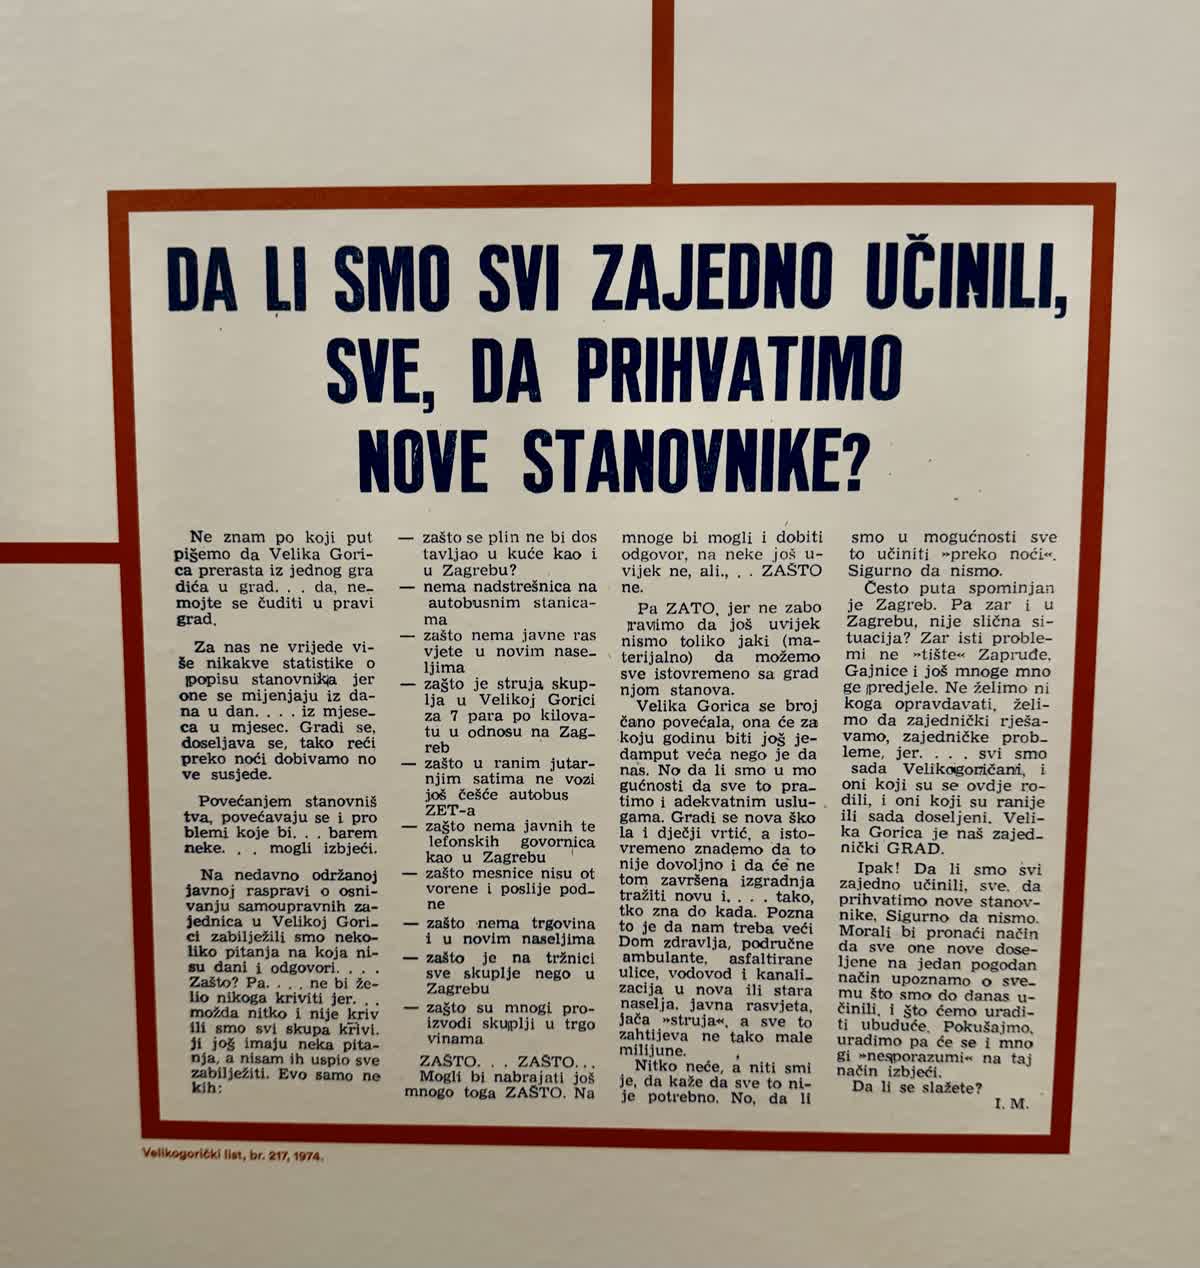 DA LI SMO SVI ZAJEDNO UČINILI,
SVE, DA PRIHVATIMO
NOVE STANOVNIKE?
Ne znam po koji put
pišemo da Velika Gori-
ca prerasta iz jednog gra
dića u grad. . . da, ne-
mojte se čuditi u pravi
grad.
Za nas ne vrijede vi-
še nikakve statistike o
popisu stanovnika jer
one se mijenjaju iz da-
na u dan. . . . iz mjese-
ca u mjesec. Gradi se,
doseljava se, tako reći
preko noći dobivamo no
ve susjede.
Povećanjem stanovniš
tva, povećavaju se i pro
blemi koje bi. . . barem
neke. . . mogli izbjeći.
Na nedavno održanoj
javnoj raspravi o osni-
vanju samoupravnih za-
jednica u Velikoj Gori-
ci zabilježili smo neko-
liko pitanja na koja ni-
su dani i odgovori. . . .
Zašto? Pa. . . . ne bi že-
lio nikoga kriviti jer. . .
možda nitko i nije kriv
ili smo svi skupa krivi.
ji još imaju neka pita-
nja, a nisam ih uspio sve
zabilježiti. Evo samo ne
kih:
— zašto se plin ne bi dos
tavljao u kuće kao i
u Zagrebu?
— nema nadstrešnica na
autobusnim stanica-
ma
— zašto nema javne ras
vjete u novim nase-
ljima
— zašto je struja skup-
lja u Velikoj Gorici
za 7 para po kilova-
tu u odnosu na Zag-
reb
— zašto u ranim jutar-
njim satima ne vozi
još češće autobus
ZET-a
— zašto nema javnih te
lefonskih govornica
kao u Zagrebu
— zašto mesnice nisu ot
vorene i poslije pod-
ne
— zašto nema trgovina
i u novim naseljima
— zašto je na tržnici
sve skuplje nego u
Zagrebu
— zašto su mnogi pro-
izvodi skuplji u trgo
vinama
ZAŠTO. . . ZAŠTO...
Mogli bi nabrajati još
mnogo toga ZAŠTO. Na
mnoge bi mogli i dobiti
odgovor, na neke još u-
vijek ne, ali., . . ZAŠTO
ne.
Pa ZATO, jer ne zabo
ravimo da još uvijek
nismo toliko jaki (ma-
terijalno) da možemo
sve istovremeno sa grad
njom stanova.
Velika Gorica se broj
čano povećala, ona će za
koju godinu biti još je-
damput veća nego je da
nas. No da li smo u mo
gućnosti da sve to pra-
timo i adekvatnim uslu-
gama. Gradi se nova ško
la i dječji vrtić, a isto-
vremeno znademo da to
nije dovoljno i da će ne
tom završena izgradnja
tražiti novu i. . . . tako,
tko zna do kada. Pozna
to je da nam treba veći
Dom zdravlja, područne
ambulante, asfaltirane
ulice, vodovod i kanali-
zacija u nova ili stara
naselja, javna rasvjeta,
jača »struja«, a sve to
zahtijeva ne tako male
milijune.
Nitko neće, a niti smi
je, da kaže da sve to ni-
je potrebno. No, da li
smo u mogućnosti sve
to učiniti »preko noći«.
Sigurno da nismo.
Često puta spominjan
je Zagreb. Pa zar i u
Zagrebu, nije slična si-
tuacija? Zar isti proble-
mi ne »tište« Zapruđe,
Gajnice i još mnoge mno
ge predjele. Ne želimo ni
koga opravdavati, želi-
mo da zajednički rješa-
vamo, zajedničke prob-
leme, jer. . . . svi smo
sada Velikogoričani, i
oni koji su se ovdje ro-
dili, i oni koji su ranije
ili sada doseljeni. Veli-
ka Gorica je naš zajed-
nički GRAD.
Ipak! Da li smo svi
zajedno učinili, sve, da
prihvatimo nove stanov-
nike. Sigurno da nismo.
Morali bi pronaći način
da sve one nove dose-
ljene na jedan pogodan
način upoznamo o sve-
mu što smo do danas u-
činili, i što ćemo uradi-
ti ubuduće. Pokušajmo,
uradimo pa će se i mno
gi »nesporazumi« na taj
način izbjeći.
Da li se slažete?
I. M.
Velikogorički list, br. 217, 1974.